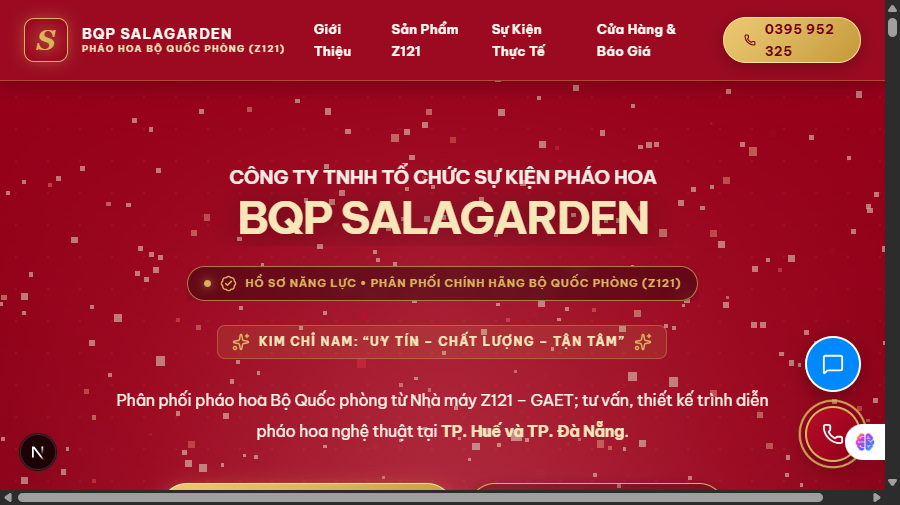 S
BQP SALAGARDEN
PHÁO HOA BỘ QUỐC PHÒNG (Z121)
Giới
Thiệu
Sản Phẩm
Z121
Sự Kiện
Thực Tế
Cửa Hàng &
Báo Giá
0395 952
325
CÔNG TY TNHH TỔ CHỨC SỰ KIỆN PHÁO HOA
BQP SALAGARDEN
HỒ SƠ NĂNG LỰC • PHÂN PHỐI CHÍNH HÃNG BỘ QUỐC PHÒNG (Z121)
KIM CHỈ NAM: “UY TÍN – CHẤT LƯỢNG – TẬN TÂM”
Phân phối pháo hoa Bộ Quốc phòng từ Nhà máy Z121 – GAET; tư vấn, thiết kế trình diễn
pháo hoa nghệ thuật tại TP. Huế và TP. Đà Nẵng.
N